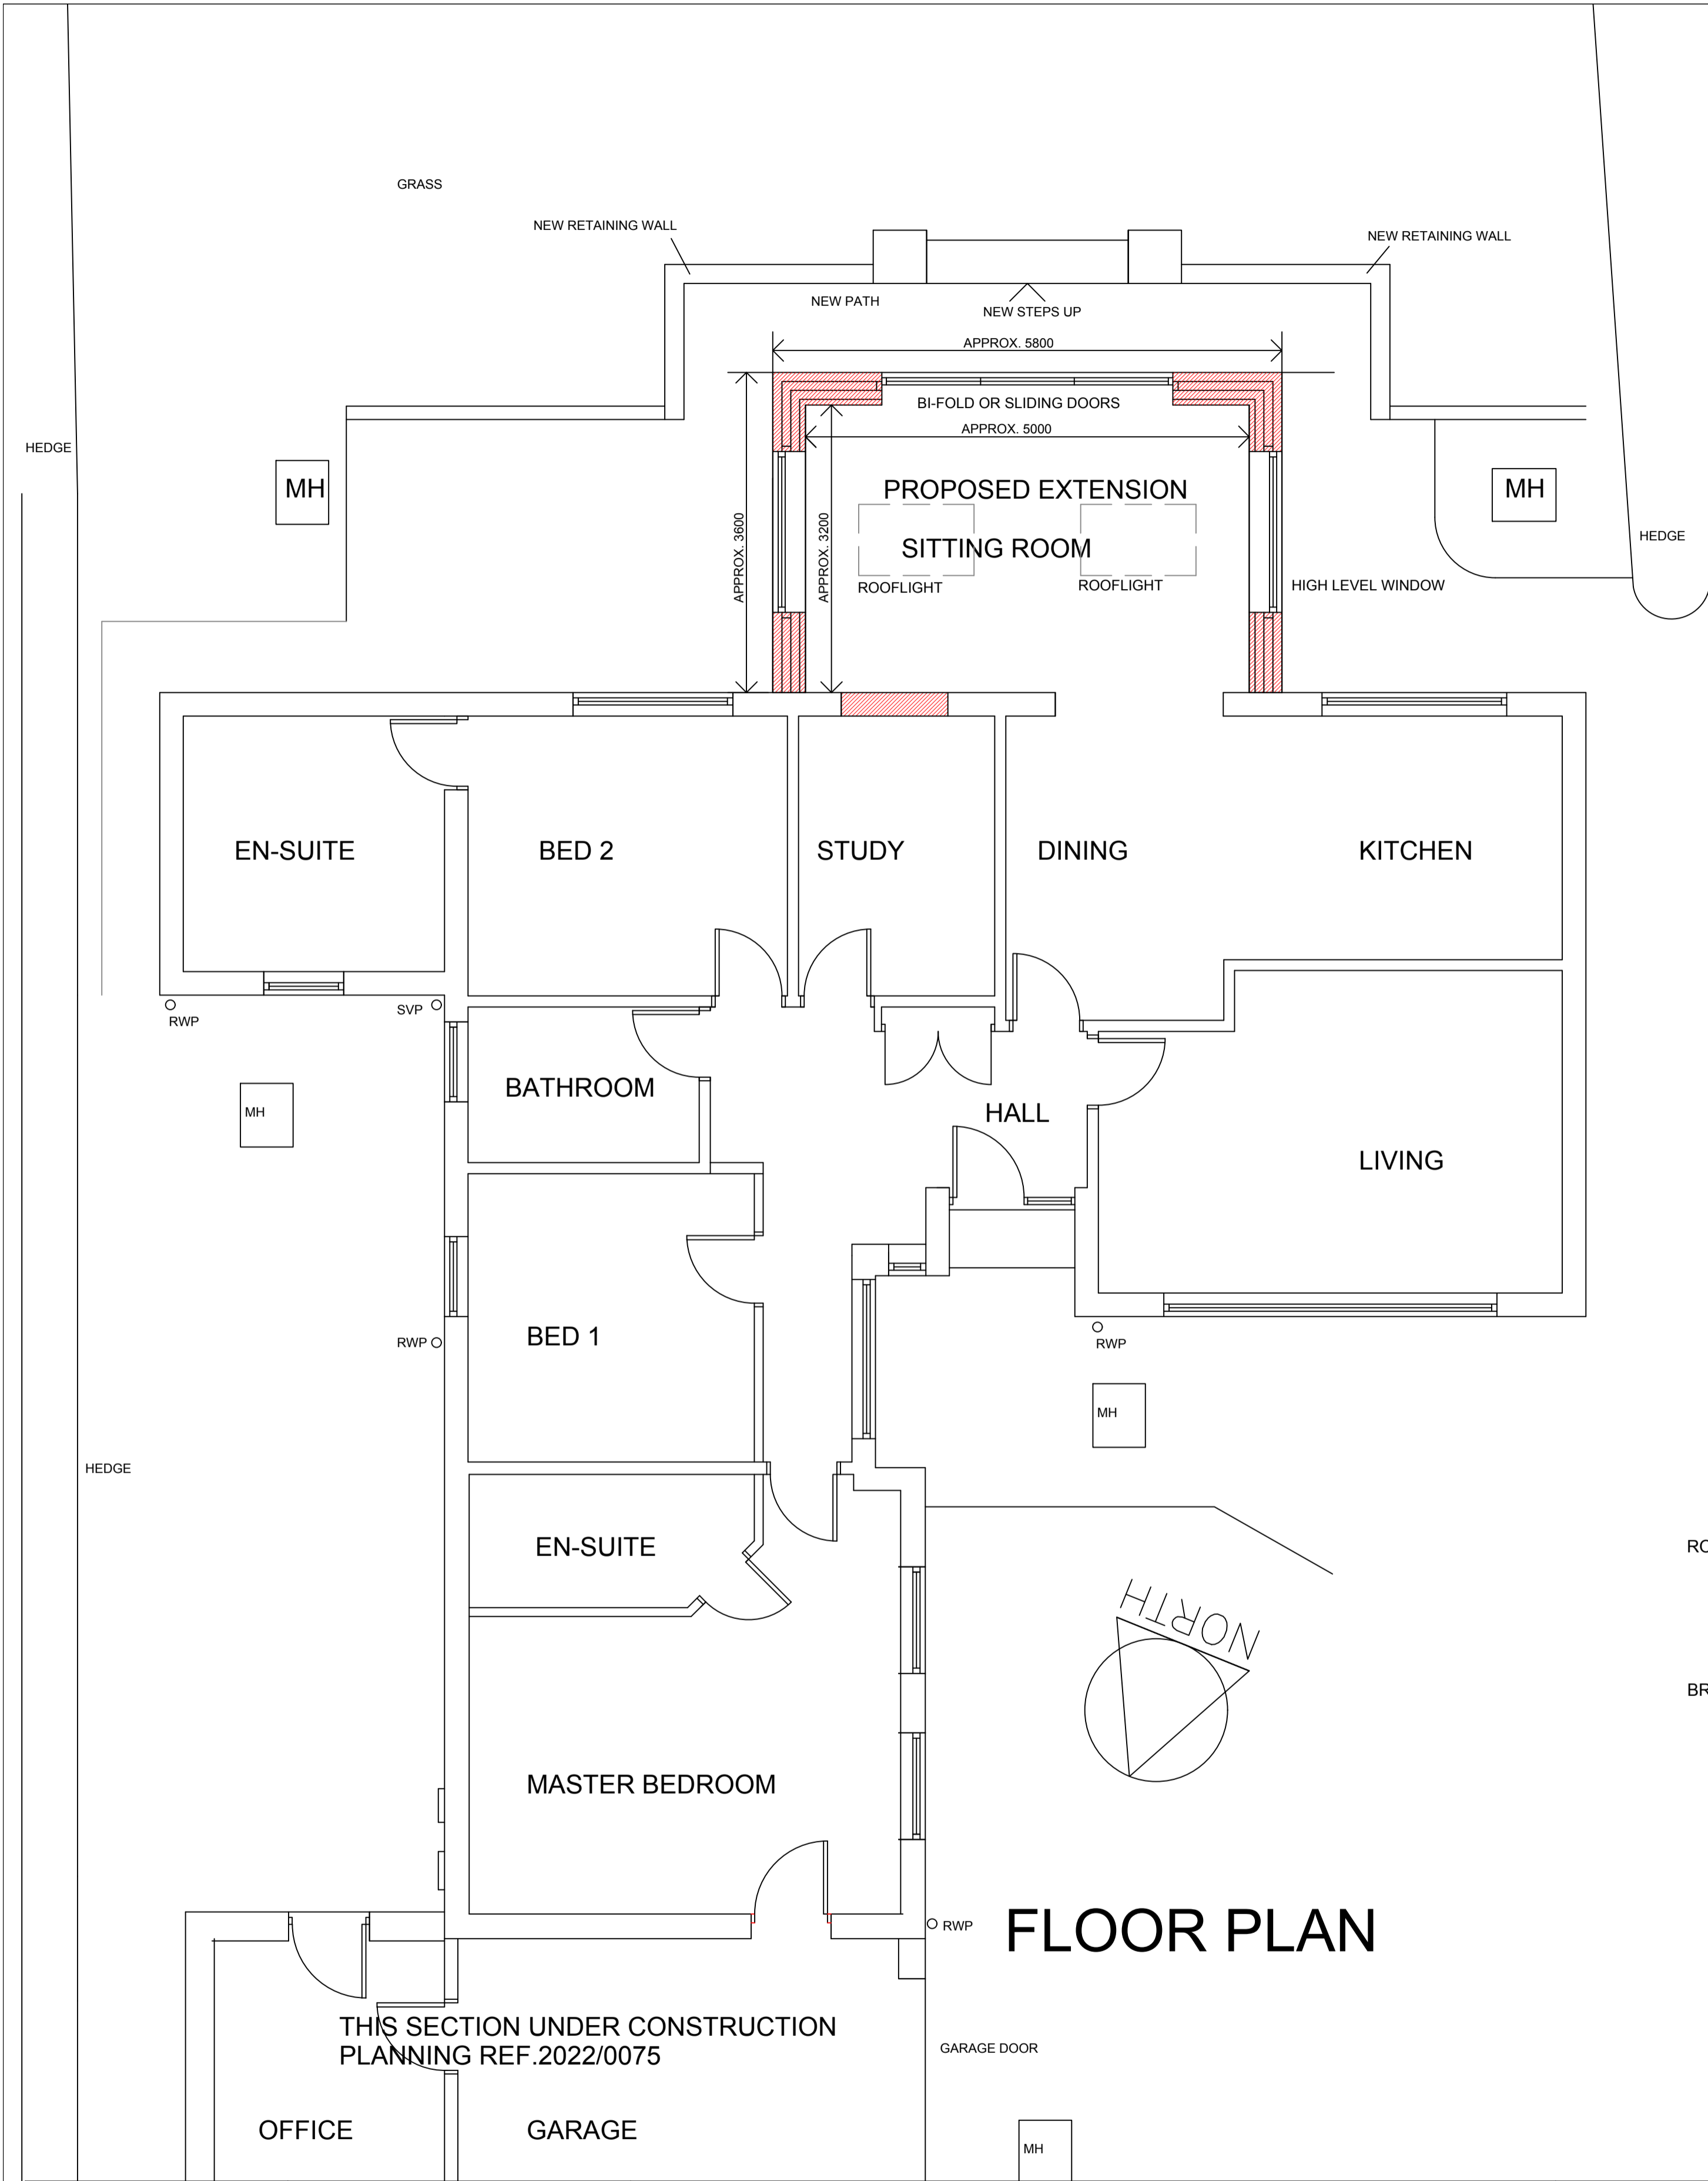 GRASS
NEW RETAINING WALL
NEW RETAINING WALL
NEW PATH
NEW STEPS UP
APPROX. 5800
BI-FOLD OR SLIDING DOORS
APPROX. 5000
HEDGE
MH
PROPOSED EXTENSION
MH
APPROX. 3600
APPROX. 3200
SITTING ROOM
HEDGE
ROOFLIGHT
ROOFLIGHT
HIGH LEVEL WINDOW
EN-SUITE
BED 2
STUDY
DINING
KITCHEN
RWP
SVP
MH
BATHROOM
HALL
LIVING
BED 1
RWP
RWP
MH
HEDGE
EN-SUITE
RO
NORTH
BR
MASTER BEDROOM
RWP
FLOOR PLAN
THIS SECTION UNDER CONSTRUCTION
PLANNING REF.2022/0075
GARAGE DOOR
OFFICE
GARAGE
MH